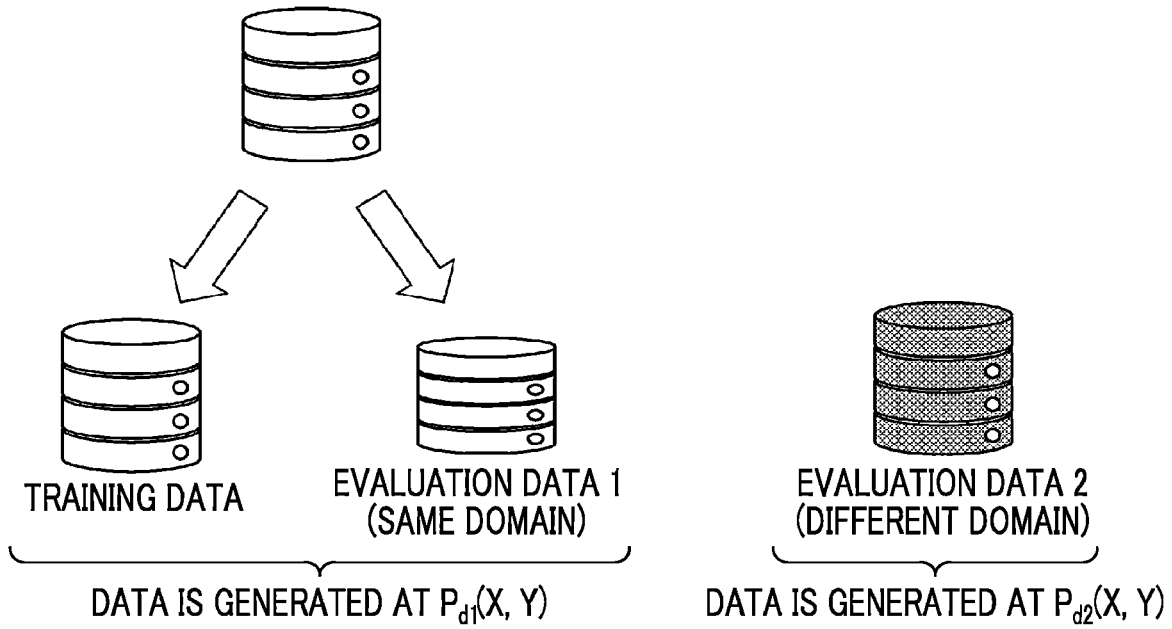 TRAINING DATA
EVALUATION DATA 1
(SAME DOMAIN)
EVALUATION DATA 2
(DIFFERENT DOMAIN)
DATA IS GENERATED AT Pd1(X, Y)
DATA IS GENERATED AT Pd2(X, Y)